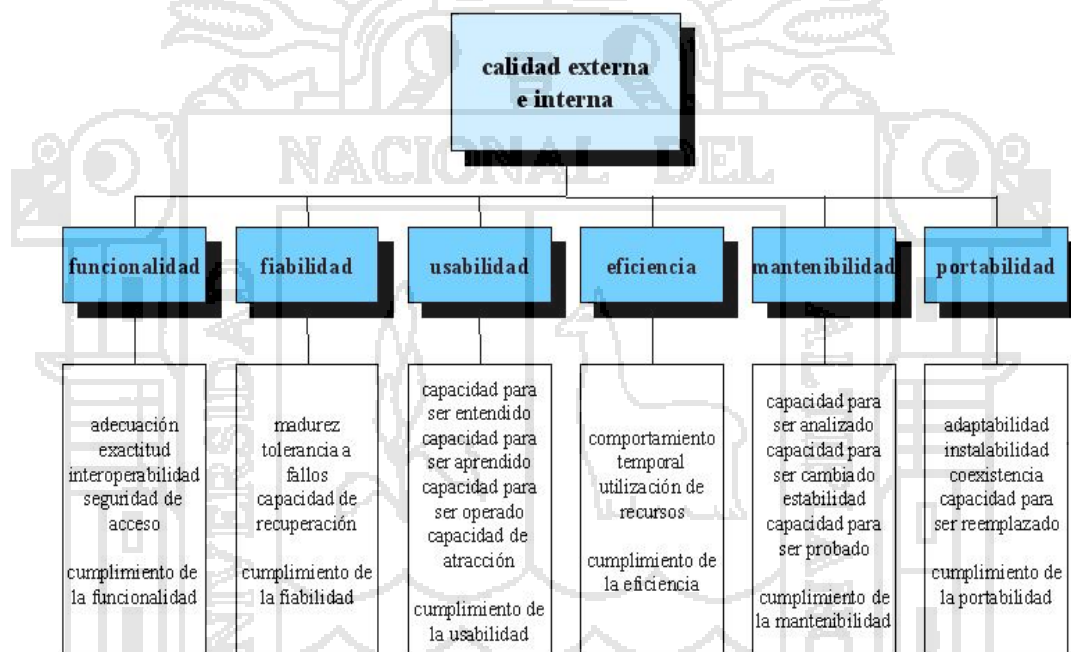 calidad externa
e interna
NACIONAL DEL
funcionalidad
fiabilidad
usabilidad
eficiencia
mantenibilidad
portabilidad
adecuación
exactitud
interoperabilidad
seguridad de
acceso
cumplimiento de
la funcionalidad
madurez
tolerancia a
fallos
capacidad de
recuperación
cumplimiento de
la fiabilidad
capacidad para
ser entendido
capacidad para
ser aprendido
capacidad para
ser operado
capacidad de
atracción
cumplimiento de
la usabilidad
comportamiento
temporal
utilización de
recursos
cumplimiento de
la eficiencia
capacidad para
ser analizado
capacidad para
ser cambiado
estabilidad
capacidad para
ser probado
cumplimiento de
la mantenibilidad
adaptabilidad
instalabilidad
coexistencia
capacidad para
ser reemplazado
cumplimiento de
la portabilidad
UNIVERSIDAD